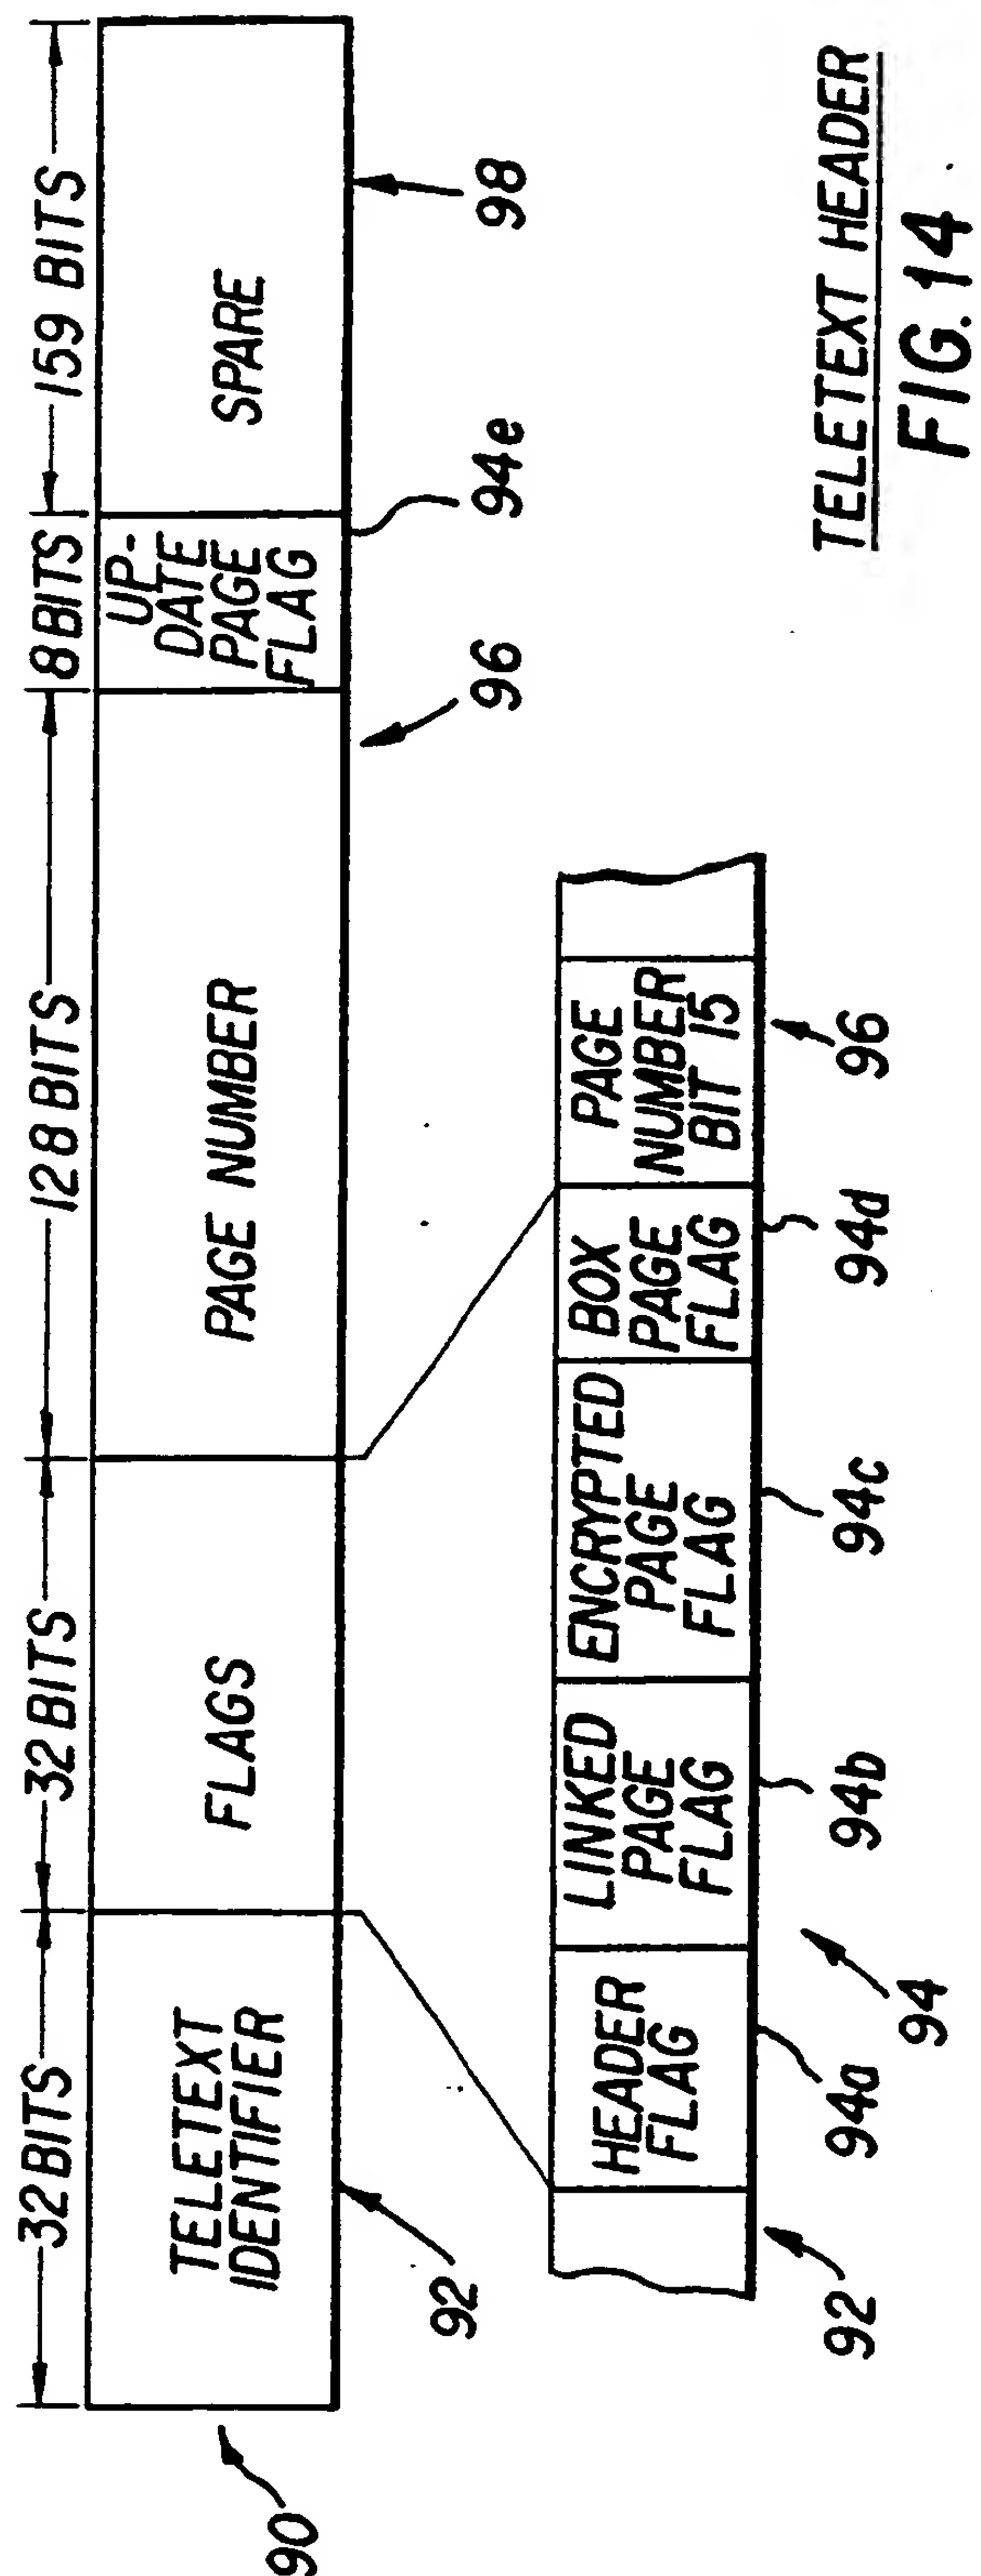 32 BITS
32 BITS
128 BITS
8 BITS
159 BITS
TELETEXT
IDENTIFIER
FLAGS
PAGE NUMBER
UP-
DATE
PAGE
FLAG
SPARE
90
92
96
94e
98
HEADER
FLAG
LINKED
PAGE
FLAG
ENCRYPTED
PAGE
FLAG
BOX
PAGE
FLAG
PAGE
NUMBER
BIT 15
92
94a
94
94b
94c
94d
96
TELETEXT HEADER
FIG. 14